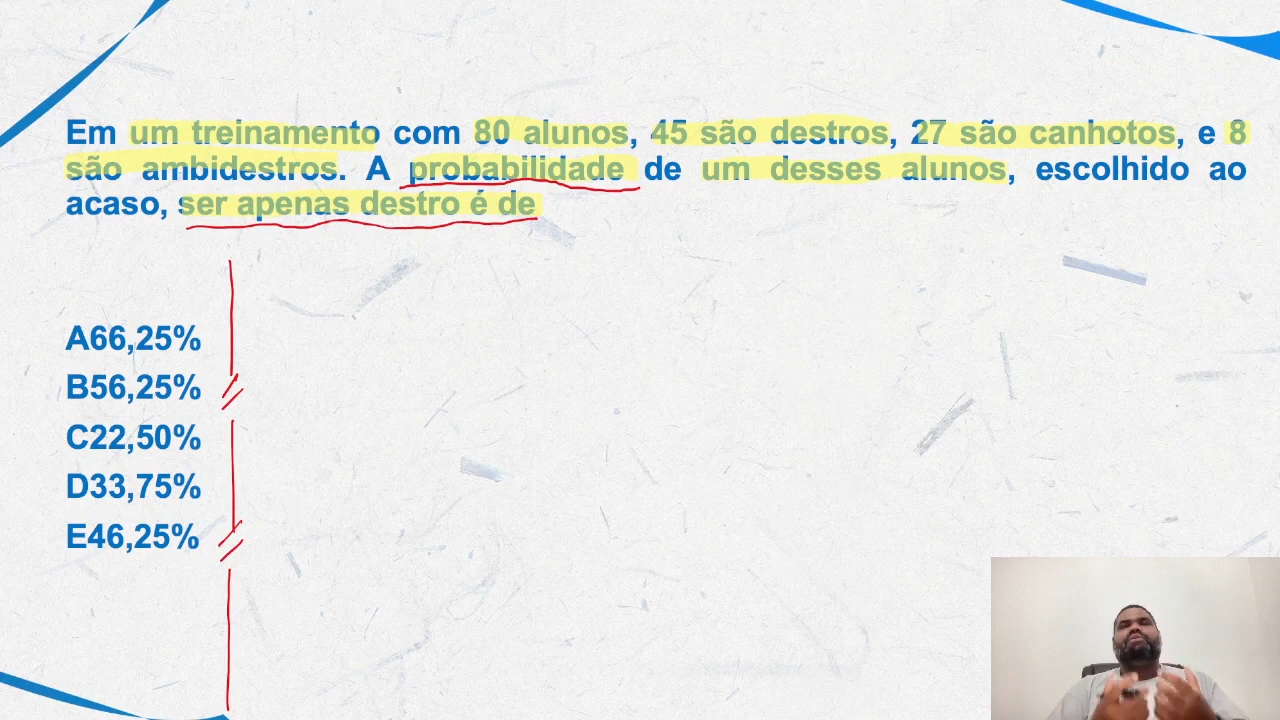 Em um treinamento com 80 alunos, 45 são destros, 27 são canhotos, e 8
são ambidestros. A probabilidade de um desses alunos, escolhido ao
acaso, ser apenas destro é de
A66,25%
B56,25%
C22,50%
D33,75%
E46,25%